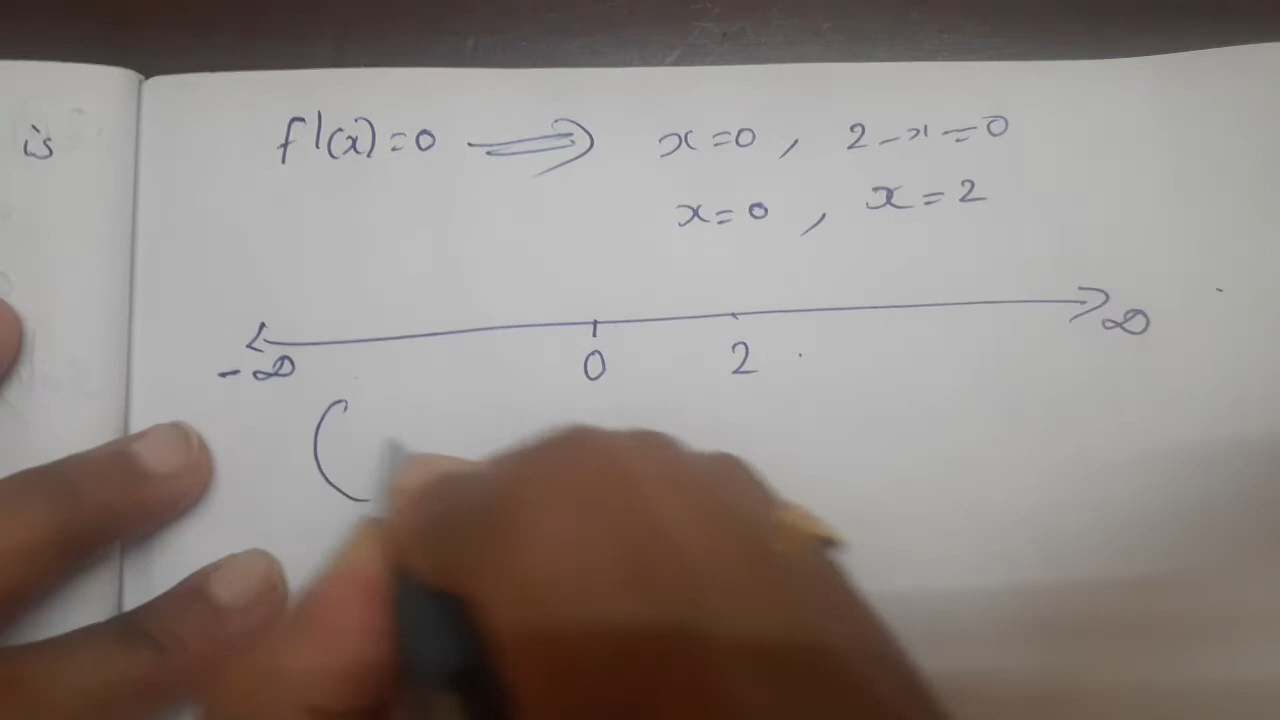 is
f'(x)=0 ⟹ x=0 , 2-x=0
x=0 , x=2
-∞ 0 2 ∞
(